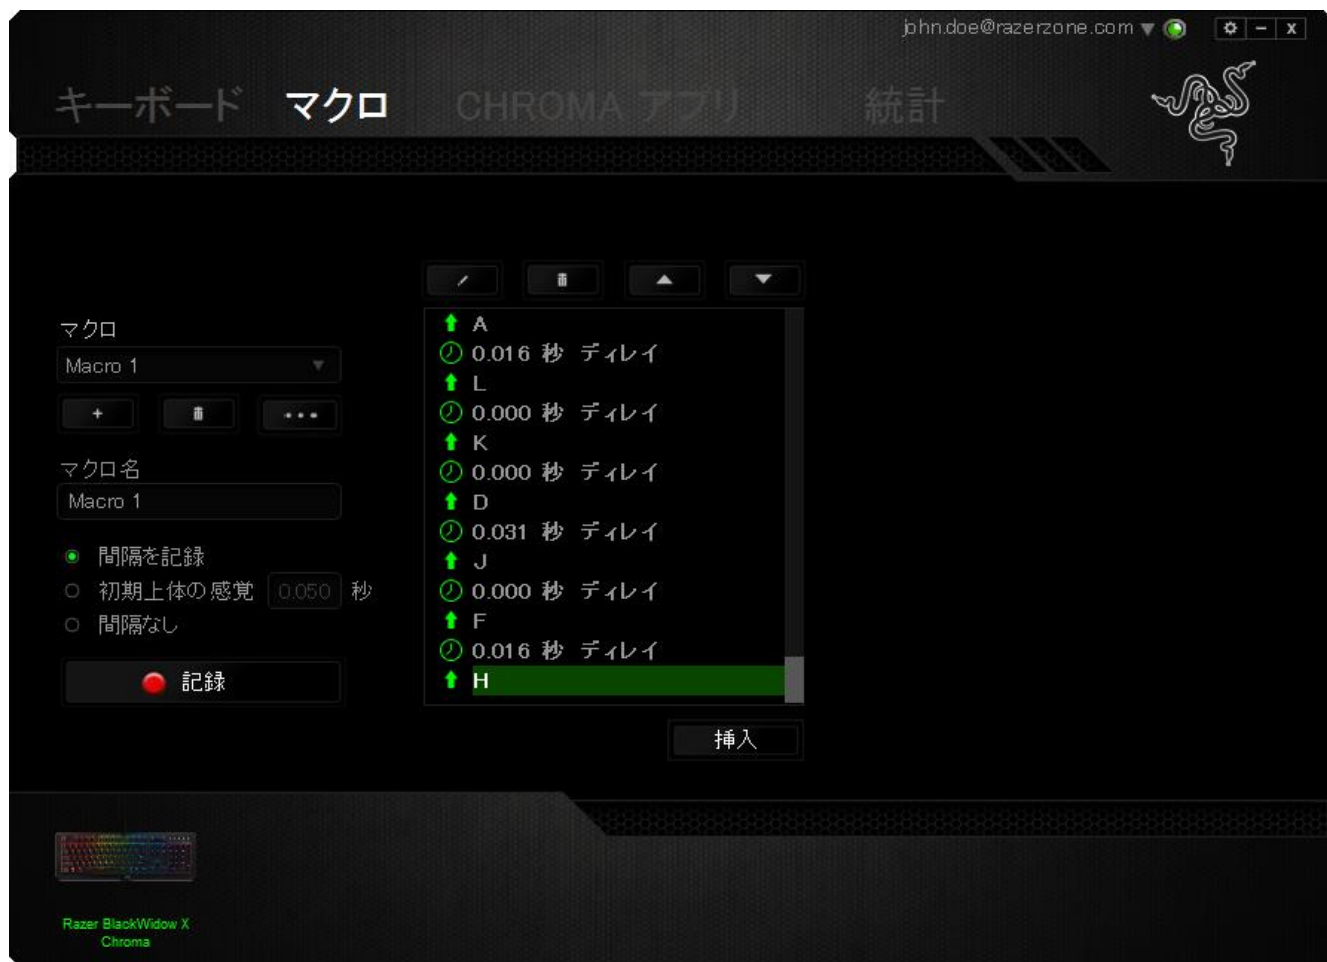 john.doe@razerzone.com
キーボード マクロ CHROMA アプリ 統計
マクロ
Macro 1
マクロ名
Macro 1
間隔を記録
初期上体の感覚 0.050 秒
間隔なし
記録
A
0.016 秒 ディレイ
L
0.000 秒 ディレイ
K
0.000 秒 ディレイ
D
0.031 秒 ディレイ
J
0.000 秒 ディレイ
F
0.016 秒 ディレイ
H
挿入
Razer BlackWidow X
Chroma